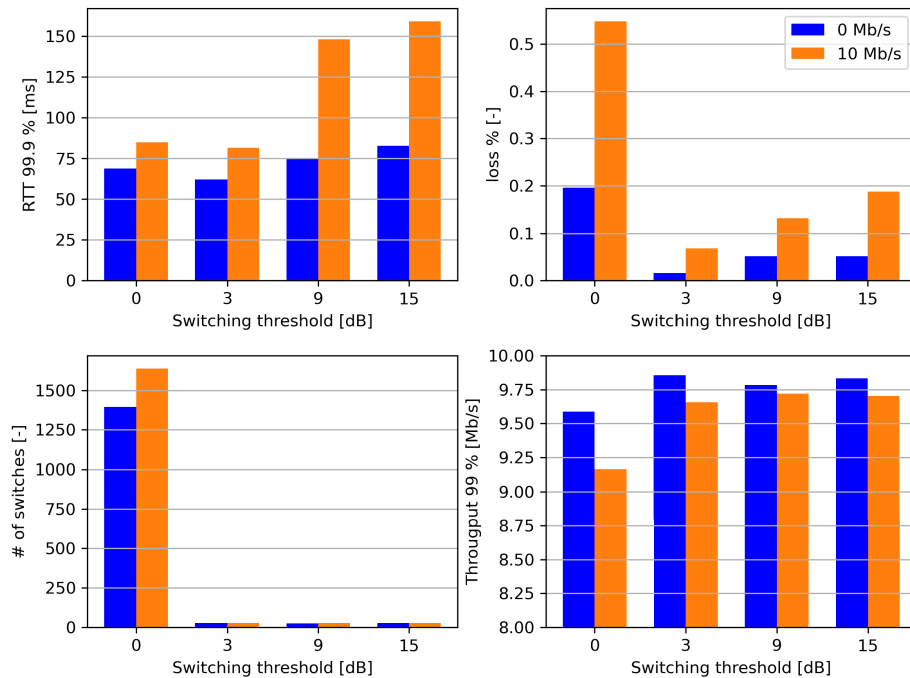 RTT 99.9 % [ms]
150
125
100
75
50
25
0
0 3 9 15
Switching threshold [dB]
loss % [-]
0.5
0.4
0.3
0.2
0.1
0.0
0 Mb/s
10 Mb/s
0 3 9 15
Switching threshold [dB]
# of switches [-]
1500
1250
1000
750
500
250
0
0 3 9 15
Switching threshold [dB]
Througput 99 % [Mb/s]
10.00
9.75
9.50
9.25
9.00
8.75
8.50
8.25
8.00
0 3 9 15
Switching threshold [dB]